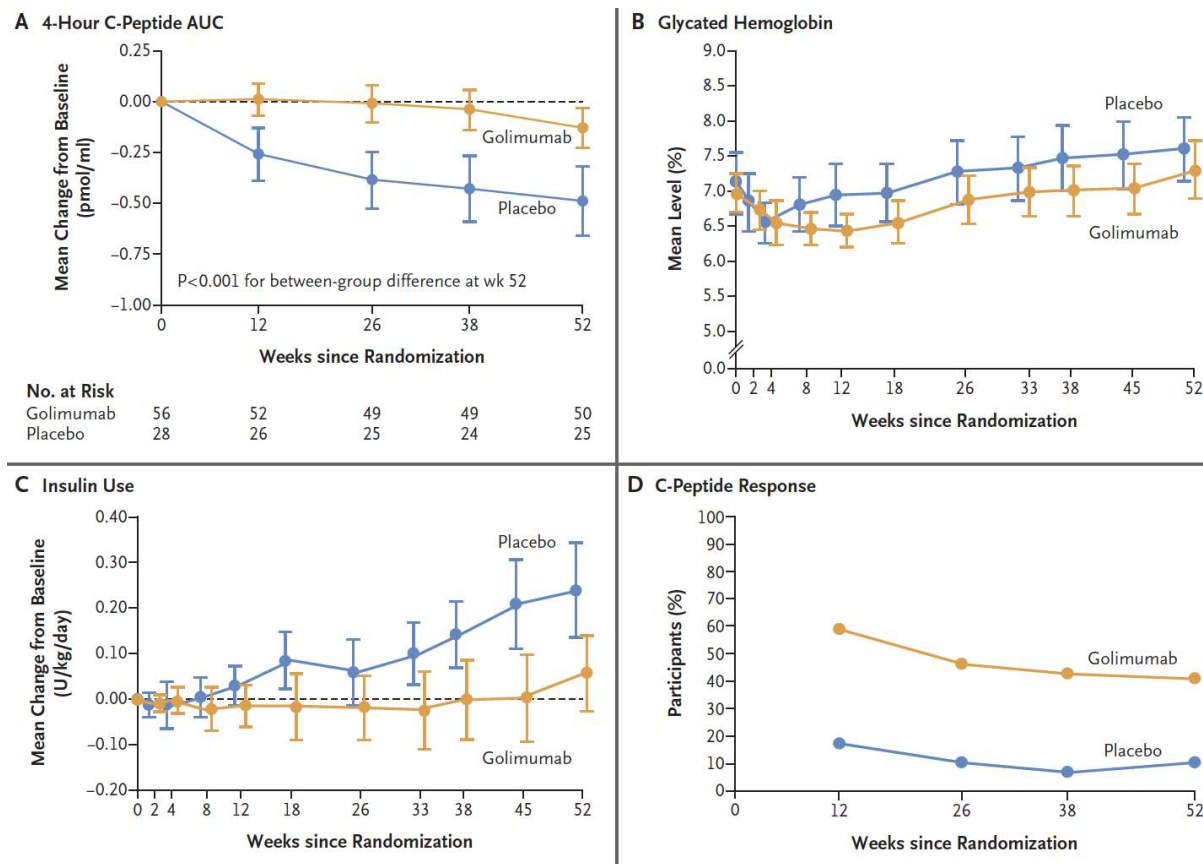 A 4-Hour C-Peptide AUC
Mean Change from Baseline
(pmol/ml)
0.25
0.00
−0.25
−0.50
−0.75
−1.00
Golimumab
Placebo
P<0.001 for between-group difference at wk 52
0 12 26 38 52
Weeks since Randomization
No. at Risk
Golimumab 56 52 49 49 50
Placebo 28 26 25 24 25
B Glycated Hemoglobin
Mean Level (%)
9.0
8.5
8.0
7.5
7.0
6.5
6.0
5.5
5.0
0.0
Placebo
Golimumab
0 2 4 8 12 18 26 33 38 45 52
Weeks since Randomization
C Insulin Use
Mean Change from Baseline
(U/kg/day)
0.40
0.30
0.20
0.10
0.00
−0.10
−0.20
Placebo
Golimumab
0 2 4 8 12 18 26 33 38 45 52
Weeks since Randomization
D C-Peptide Response
Participants (%)
100
90
80
70
60
50
40
30
20
10
0
Golimumab
Placebo
0 12 26 38 52
Weeks since Randomization